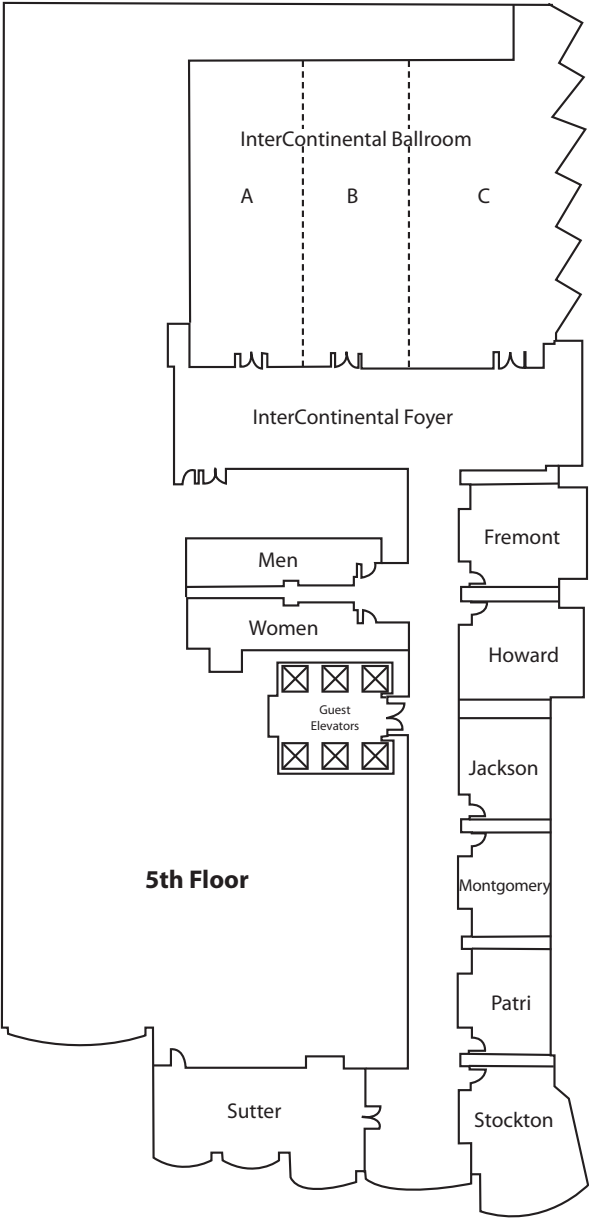 InterContinental Ballroom
A B C
InterContinental Foyer
Fremont
Men
Women
Howard
Guest
Elevators
Jackson
5th Floor
Montgomery
Patri
Sutter
Stockton